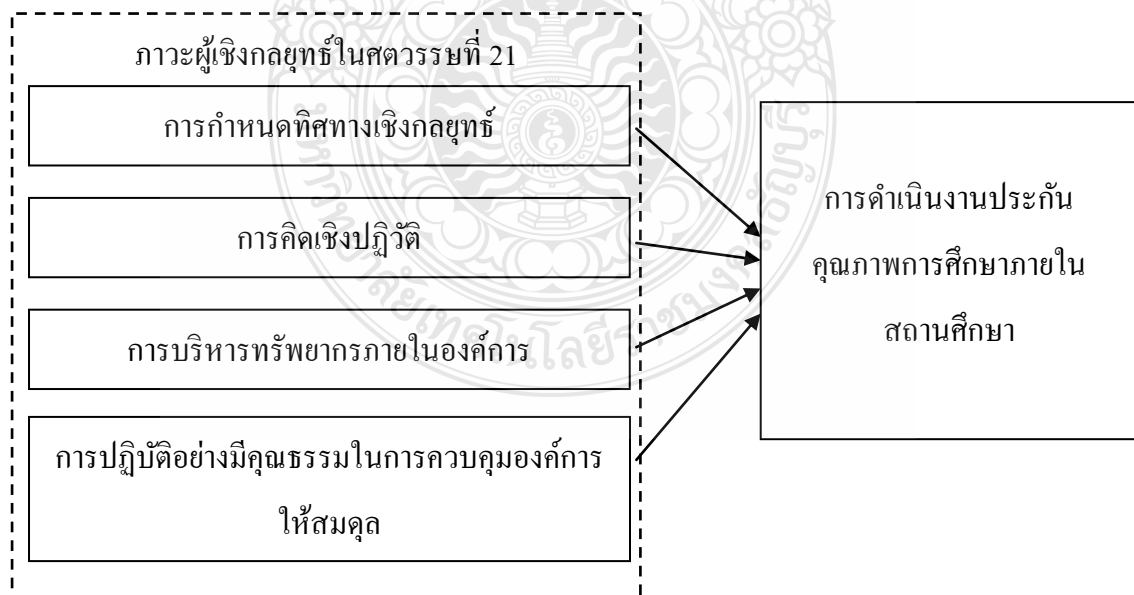 ภาวะผู้เชิงกลยุทธ์ในศตวรรษที่ 21
การกำหนดทิศทางเชิงกลยุทธ์
การคิดเชิงปฏิวัติ
การบริหารทรัพยากรภายในองค์การ
การปฏิบัติอย่างมีคุณธรรมในการควบคุมองค์การ
ให้สมดุล
การดำเนินงานประกัน
คุณภาพการศึกษาภายใน
สถานศึกษา